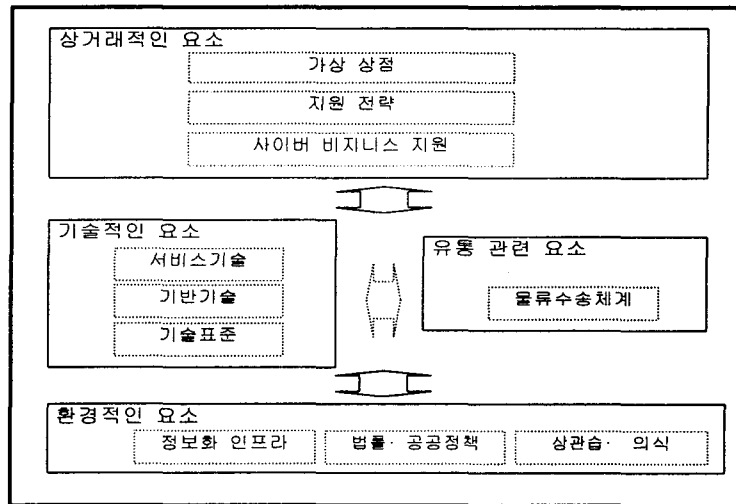 상거래적인 요소
가상 상점
지원 전략
사이버 비지니스 지원
기술적인 요소
서비스기술
기반기술
기술표준
유통 관련 요소
물류수송체계
환경적인 요소
정보화 인프라
법률· 공공정책
상관습· 의식